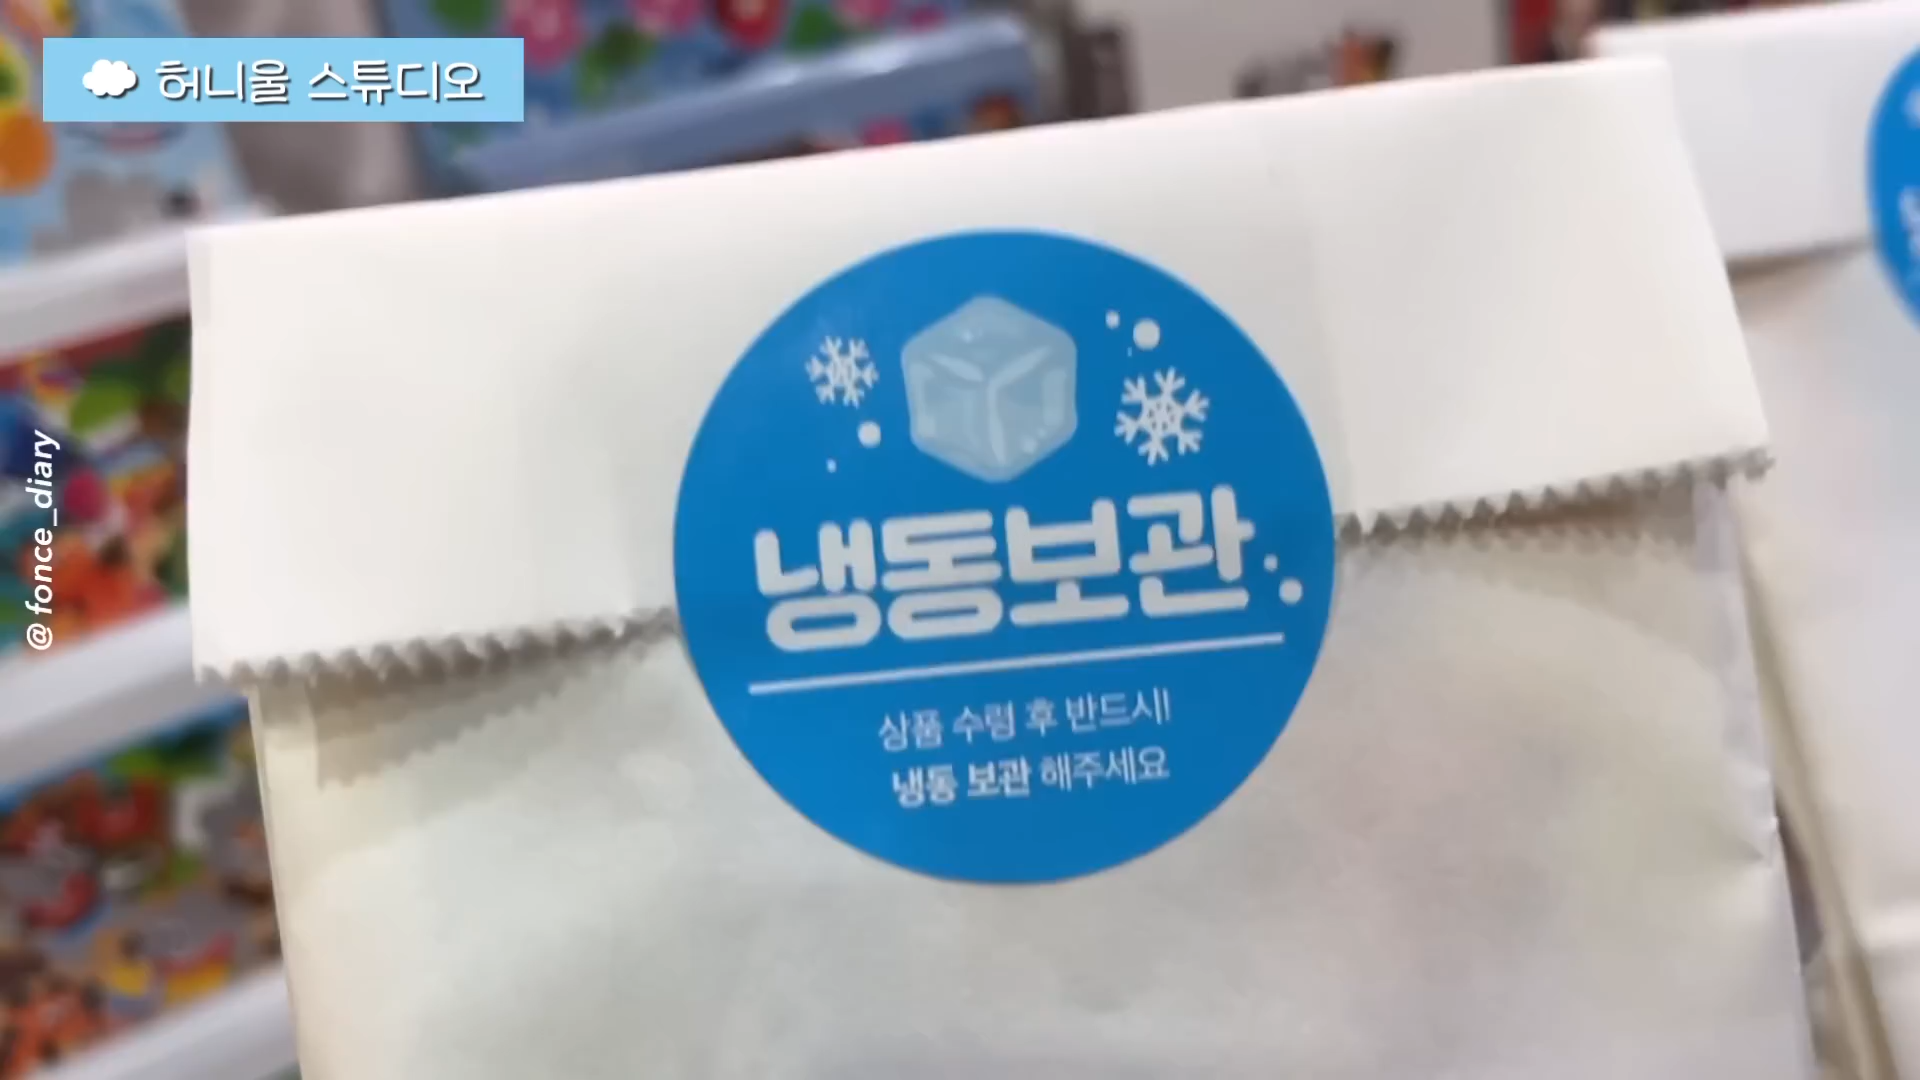 허니울 스튜디오
@fonce_diary
냉동보관
상품 수령 후 반드시!
냉동 보관 해주세요